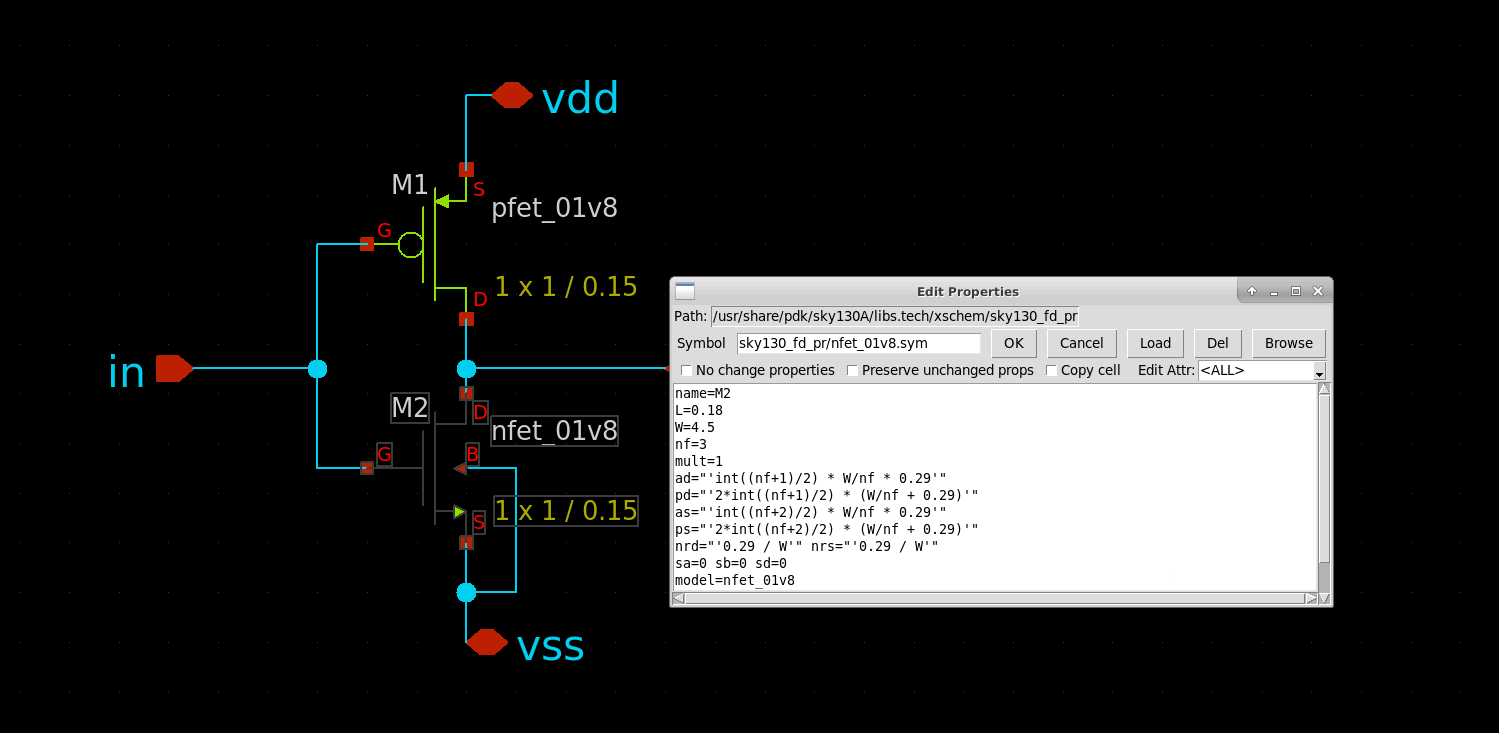 vdd
M1
S
pfet_01v8
G
1 x 1 / 0.15
D
in
M2
D
nfet_01v8
G
B
1 x 1 / 0.15
S
vss
Edit Properties
Path: /usr/share/pdk/sky130A/libs.tech/xschem/sky130_fd_pr
Symbol sky130_fd_pr/nfet_01v8.sym OK Cancel Load Del Browse
No change properties Preserve unchanged props Copy cell Edit Attr: <ALL>
name=M2
L=0.18
W=4.5
nf=3
mult=1
ad="'int((nf+1)/2) * W/nf * 0.29'"
pd="'2*int((nf+1)/2) * (W/nf + 0.29)'"
as="'int((nf+2)/2) * W/nf * 0.29'"
ps="'2*int((nf+2)/2) * (W/nf + 0.29)'"
nrd="'0.29 / W'" nrs="'0.29 / W'"
sa=0 sb=0 sd=0
model=nfet_01v8